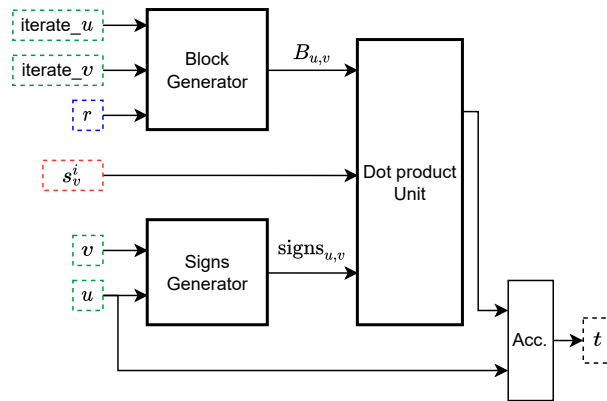 iterate_u
iterate_v
r
Block
Generator
B_{u,v}
s_v^i
Dot product
Unit
v
u
Signs
Generator
signs_{u,v}
Acc.
t